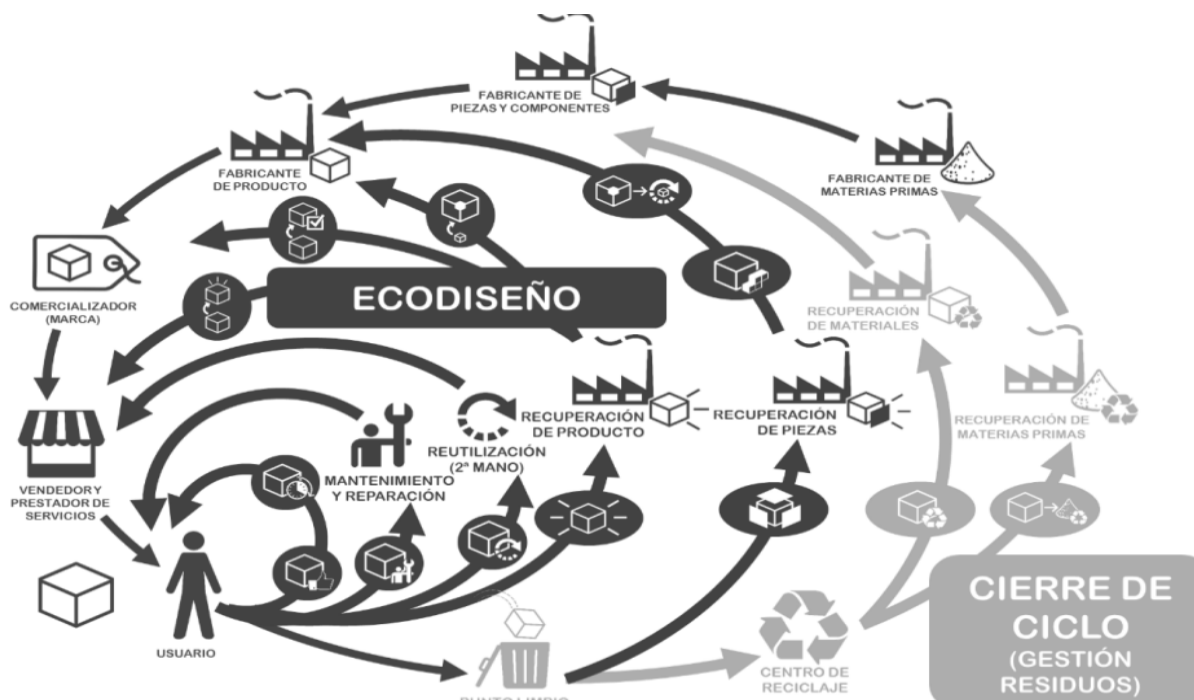 FABRICANTE DE
PIEZAS Y COMPONENTES
FABRICANTE
DE PRODUCTO
FABRICANTE DE
MATERIAS PRIMAS
COMERCIALIZADOR
(MARCA)
ECODISEÑO
RECUPERACIÓN
DE MATERIALES
RECUPERACIÓN
DE PRODUCTO
RECUPERACIÓN
DE PIEZAS
RECUPERACIÓN DE
MATERIAS PRIMAS
REUTILIZACIÓN
(2ª MANO)
MANTENIMIENTO
Y REPARACIÓN
VENDEDOR Y
PRESTADOR DE
SERVICIOS
USUARIO
PUNTO LIMPIO
CENTRO DE
RECICLAJE
CIERRE DE
CICLO
(GESTIÓN
RESIDUOS)